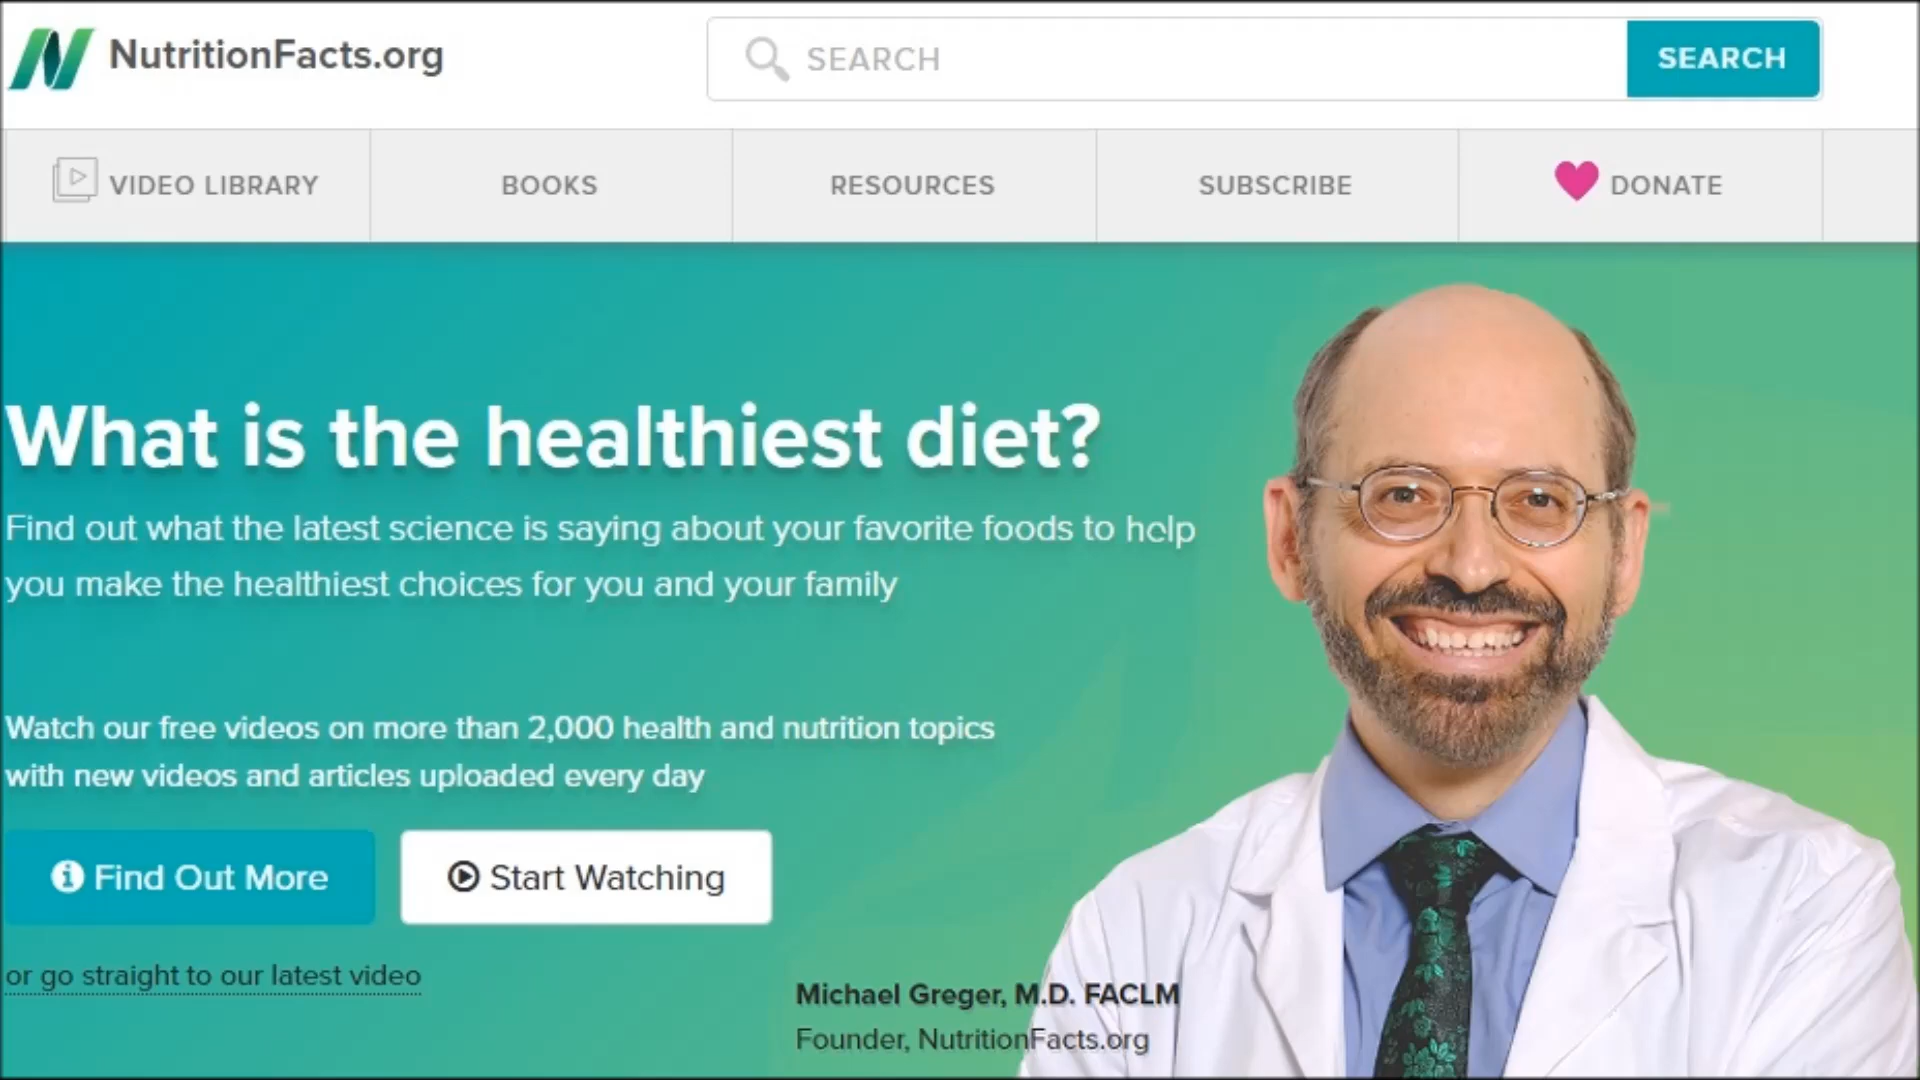 NutritionFacts.org
SEARCH
SEARCH
VIDEO LIBRARY
BOOKS
RESOURCES
SUBSCRIBE
DONATE
What is the healthiest diet?
Find out what the latest science is saying about your favorite foods to help
you make the healthiest choices for you and your family
Watch our free videos on more than 2,000 health and nutrition topics
with new videos and articles uploaded every day
Find Out More
Start Watching
or go straight to our latest video
Michael Greger, M.D. FACLM
Founder, NutritionFacts.org